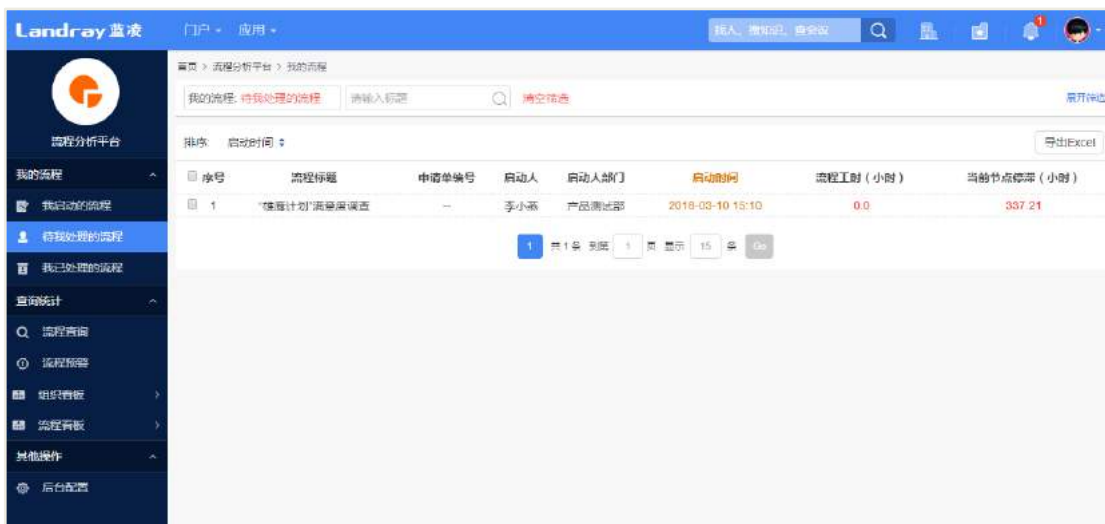 Landray蓝凌
门户 应用
找人、搜知识、查会议
首页 > 流程分析平台 > 我的流程
我的流程: 待我处理的流程 请输入标题 清空筛选
流程分析平台
排序: 启动时间
导出Excel
我的流程
我启动的流程
待我处理的流程
我已处理的流程
查询统计
流程查询
流程预警
组织看板
流程看板
其他操作
后台配置
序号 流程标题 申请单编号 启动人 启动人部门 启动时间 流程工时(小时) 当前节点停滞(小时)
1 "雄鹰计划"满意度调查 -- 李小燕 产品测试部 2018-03-10 15:10 0.0 337.21
1 共1条 到第 1 页 显示 15 条 Go